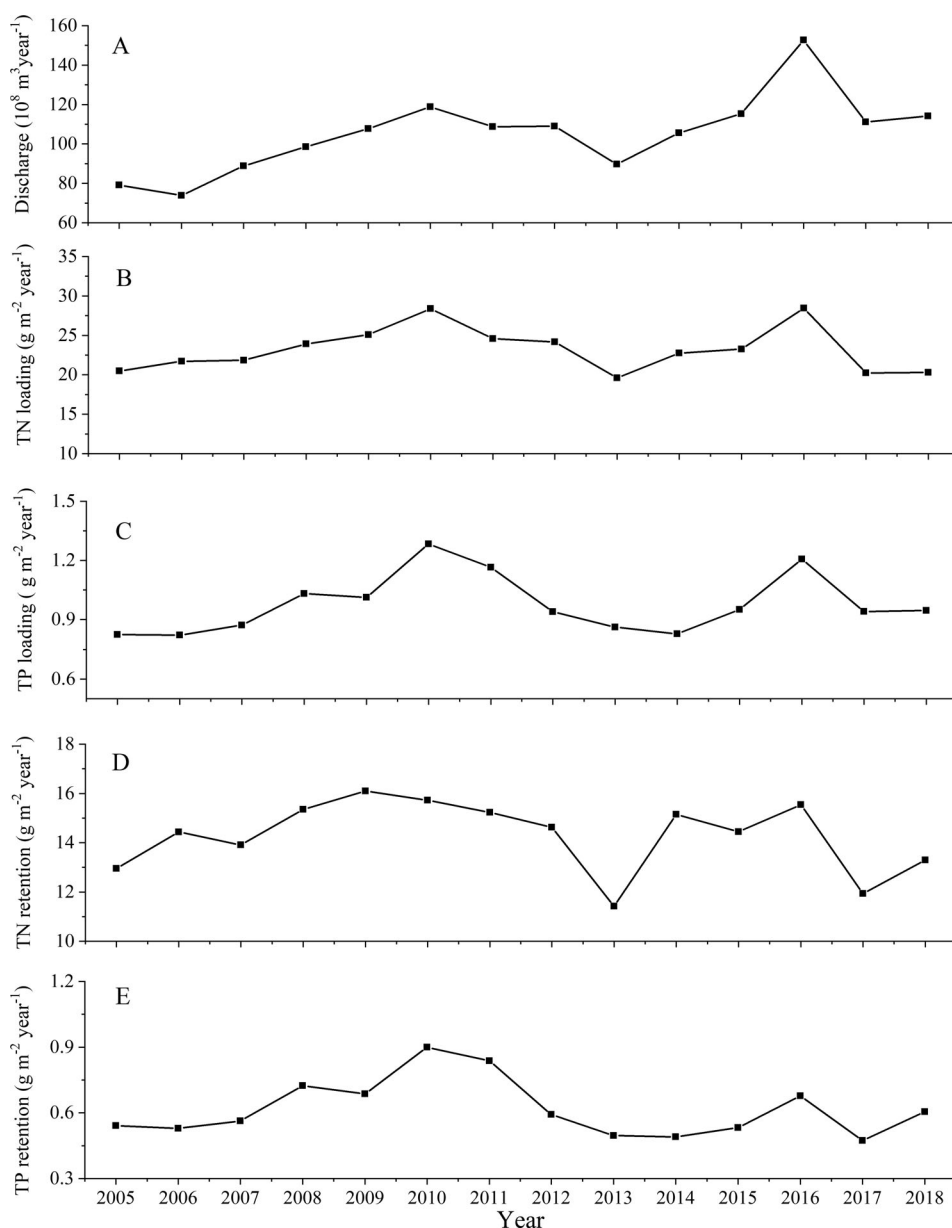 A
Discharge (10⁸ m³year⁻¹)
160
140
120
100
80
60
B
TN loading (g m⁻² year⁻¹)
35
30
25
20
15
10
C
TP loading ( g m⁻² year⁻¹)
1.5
1.2
0.9
0.6
D
TN retention (g m⁻² year⁻¹)
18
16
14
12
10
E
TP retention (g m⁻² year⁻¹)
1.2
0.9
0.6
0.3
2005 2006 2007 2008 2009 2010 2011 2012 2013 2014 2015 2016 2017 2018
Year